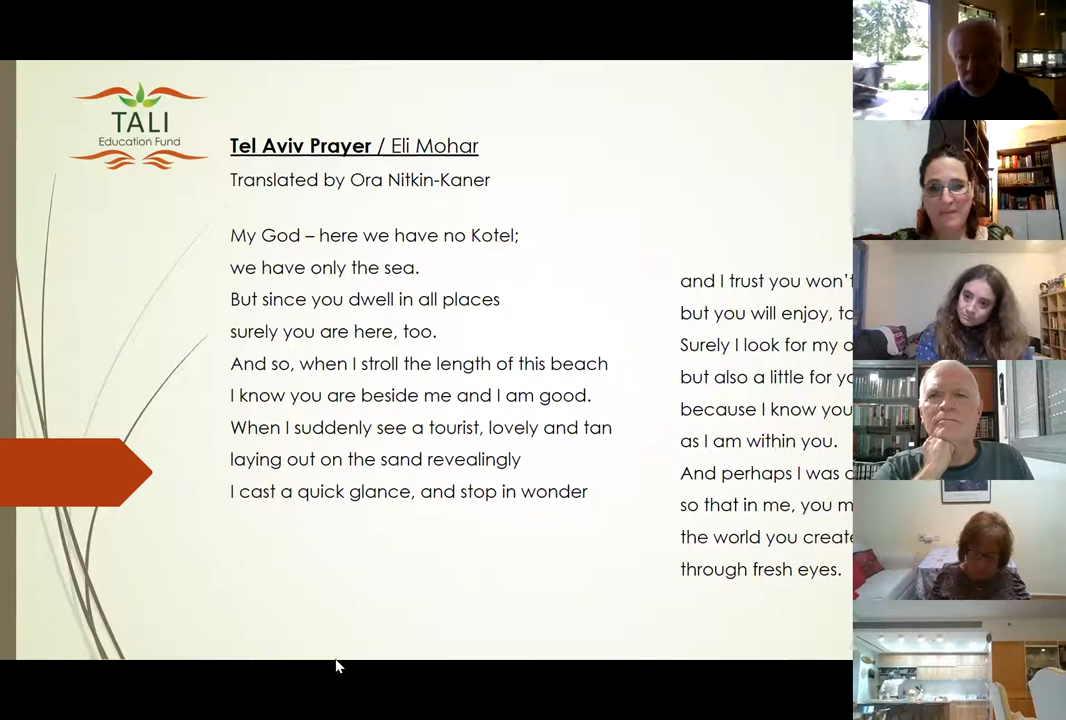 TALI
Education Fund
Tel Aviv Prayer / Eli Mohar
Translated by Ora Nitkin-Kaner
My God – here we have no Kotel;
we have only the sea.
But since you dwell in all places
surely you are here, too.
And so, when I stroll the length of this beach
I know you are beside me and I am good.
When I suddenly see a tourist, lovely and tan
laying out on the sand revealingly
I cast a quick glance, and stop in wonder
and I trust you won't
but you will enjoy,
Surely I look for my
but also a little for
because I know you
as I am within you.
And perhaps I was
so that in me, you
the world you
through fresh eyes.